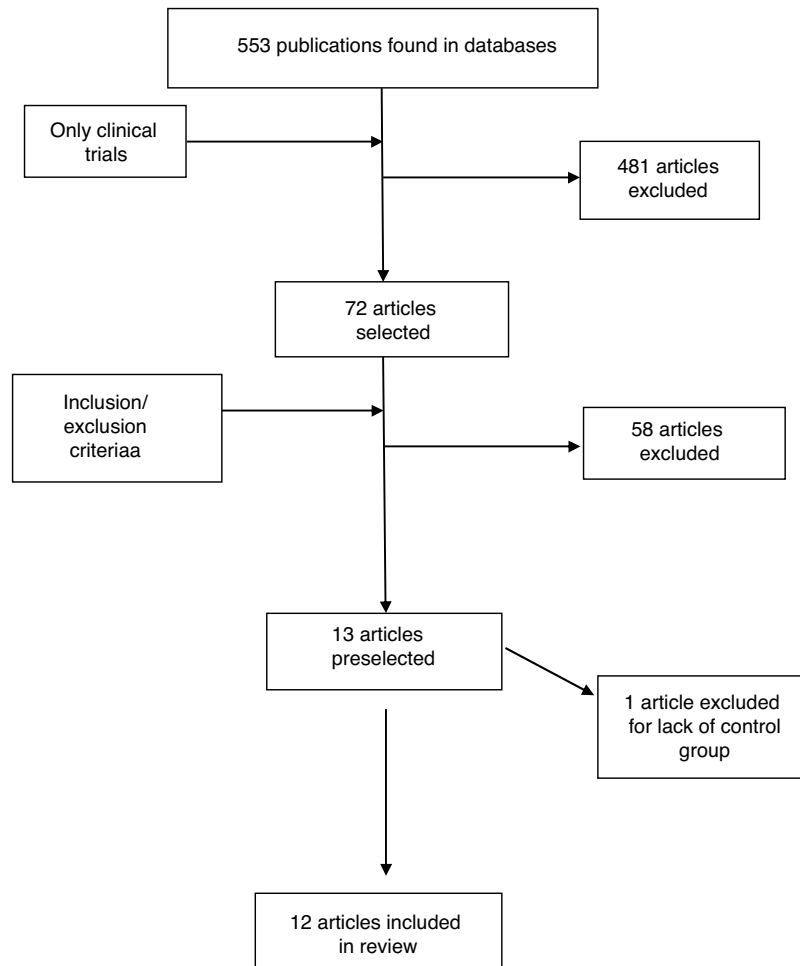 553 publications found in databases
Only clinical
trials
481 articles
excluded
72 articles
selected
Inclusion/
exclusion
criteriaa
58 articles
excluded
13 articles
preselected
1 article excluded
for lack of control
group
12 articles included
in review